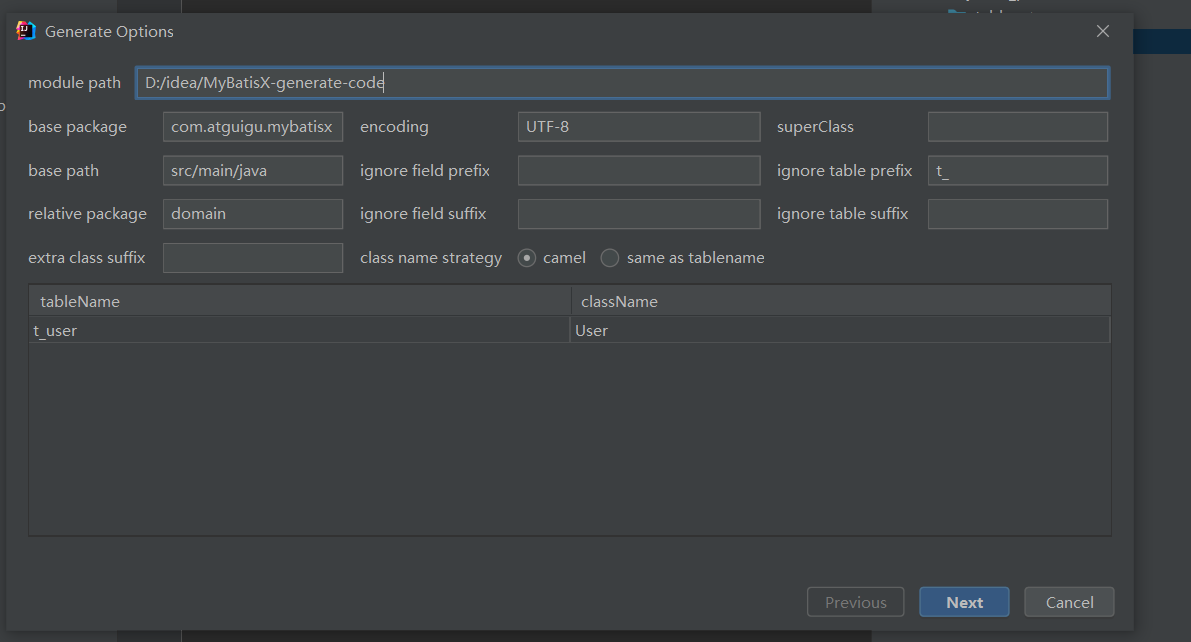 Generate Options
module path D:/idea/MyBatisX-generate-code
base package com.atguigu.mybatisx encoding UTF-8 superClass
base path src/main/java ignore field prefix ignore table prefix t_
relative package domain ignore field suffix ignore table suffix
extra class suffix class name strategy camel same as tablename
tableName className
t_user User
Previous Next Cancel